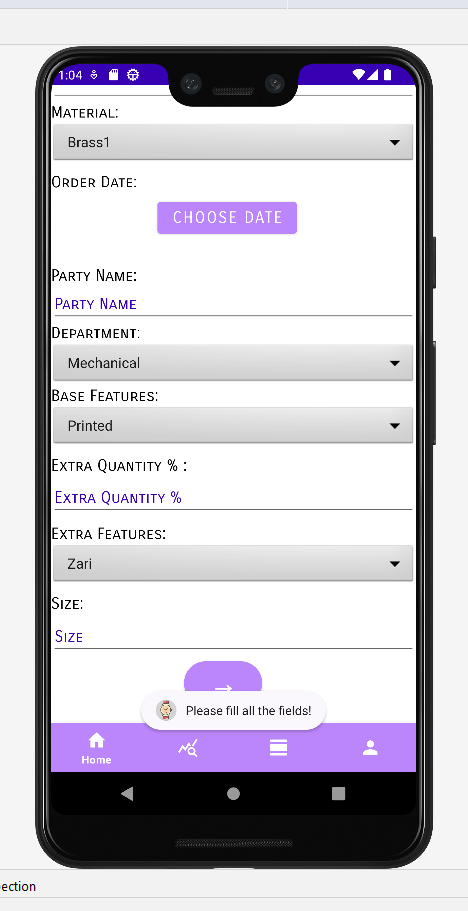 1:04
Material:
Brass1
Order Date:
CHOOSE DATE
Party Name:
Party Name
Department:
Mechanical
Base Features:
Printed
Extra Quantity % :
Extra Quantity %
Extra Features:
Zari
Size:
Size
→
Please fill all the fields!
Home
ection